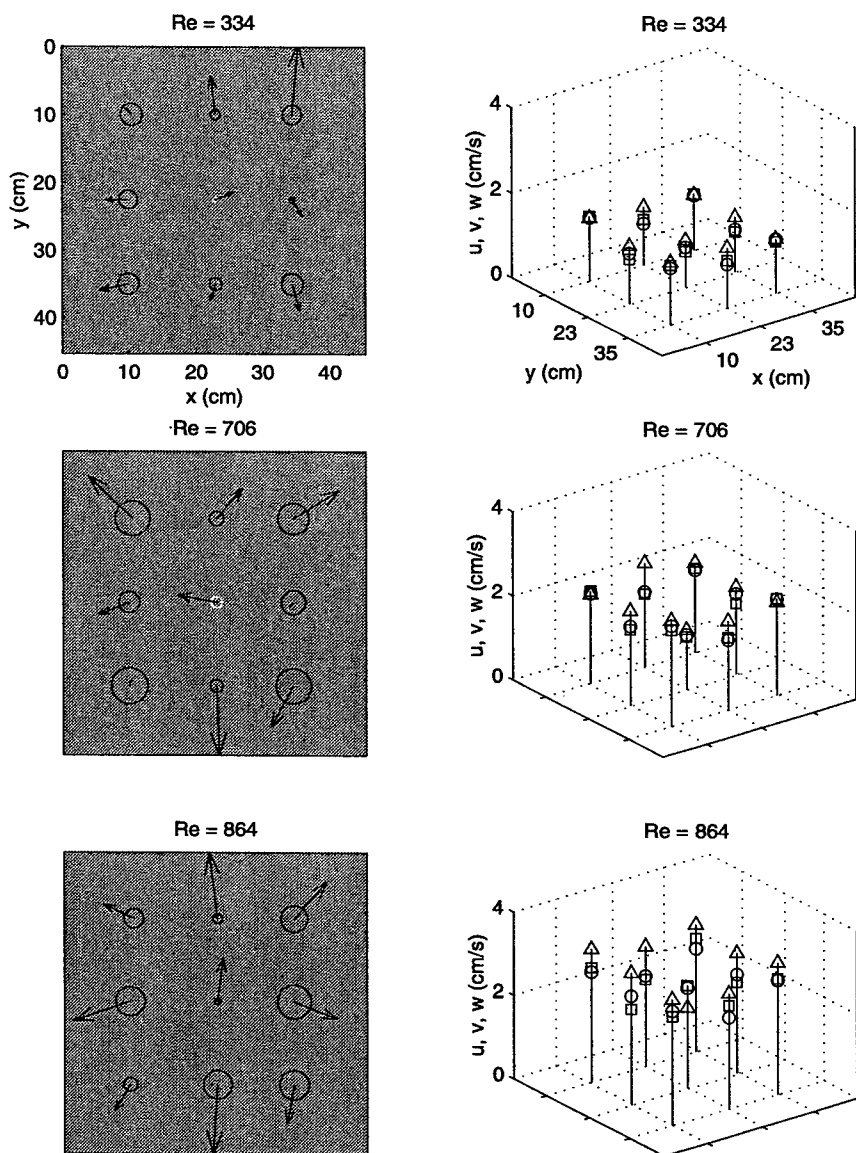 Re = 334
0
10
20
30
40
y (cm)
0 10 20 30 40
x (cm)
Re = 334
4
2
0
u, v, w (cm/s)
10
23
35
y (cm)
10
23
35
x (cm)
Re = 706
Re = 706
4
2
0
u, v, w (cm/s)
Re = 864
Re = 864
4
2
0
u, v, w (cm/s)